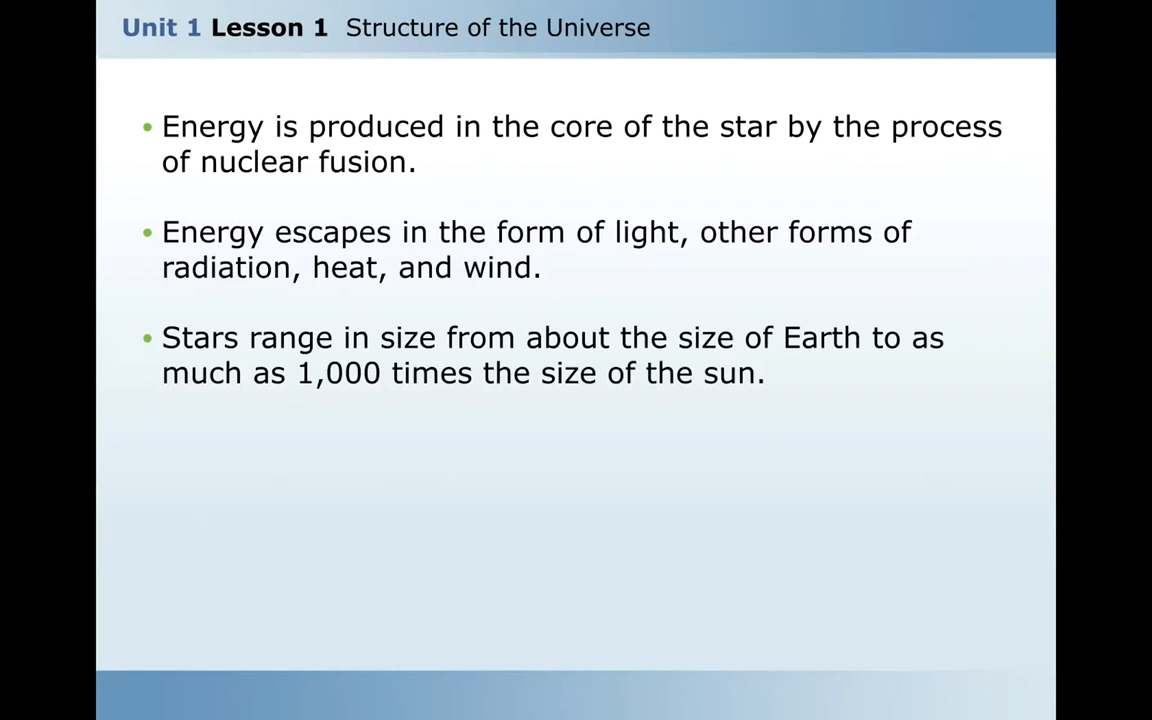 Unit 1 Lesson 1 Structure of the Universe
• Energy is produced in the core of the star by the process
of nuclear fusion.
• Energy escapes in the form of light, other forms of
radiation, heat, and wind.
• Stars range in size from about the size of Earth to as
much as 1,000 times the size of the sun.